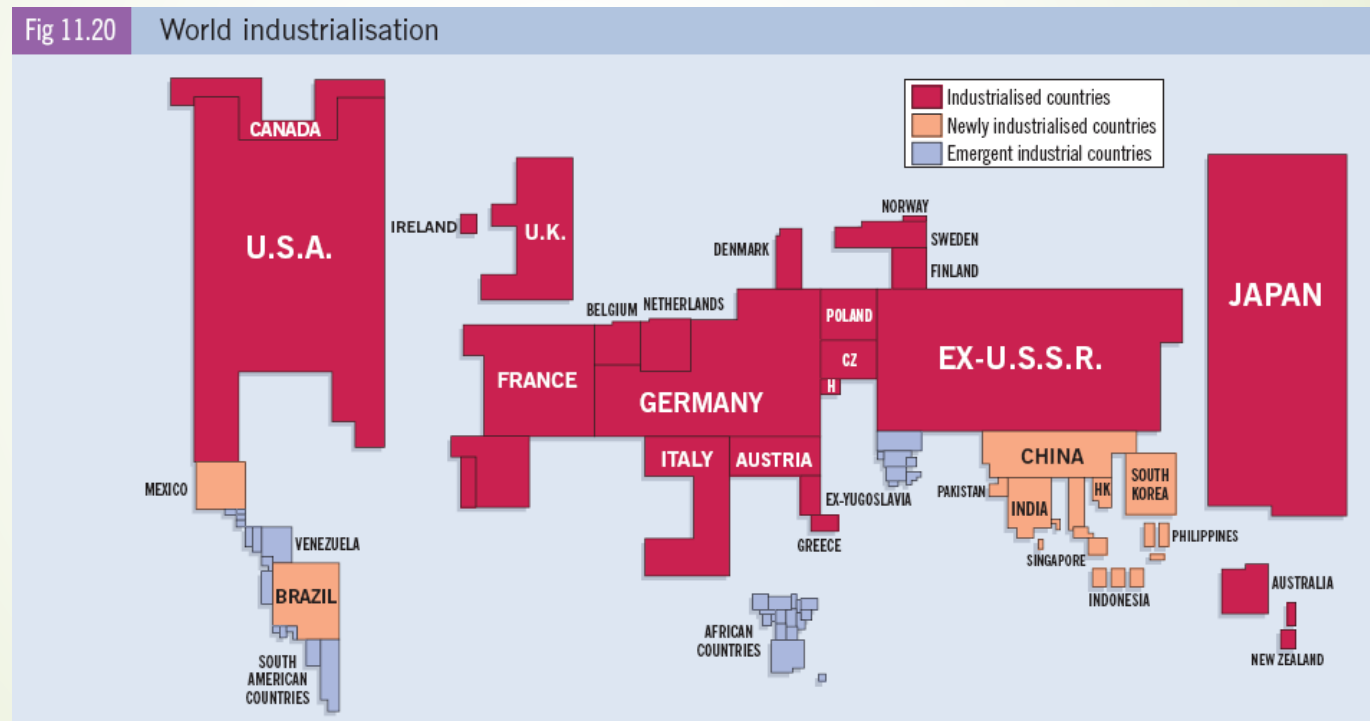 Fig 11.20 World industrialisation
Industrialised countries
Newly industrialised countries
Emergent industrial countries
CANADA
U.S.A.
IRELAND
U.K.
NORWAY
SWEDEN
DENMARK
FINLAND
JAPAN
BELGIUM
NETHERLANDS
POLAND
CZ
H
EX-U.S.S.R.
FRANCE
GERMANY
ITALY
AUSTRIA
EX-YUGOSLAVIA
GREECE
MEXICO
VENEZUELA
BRAZIL
SOUTH
AMERICAN
COUNTRIES
AFRICAN
COUNTRIES
CHINA
PAKISTAN
INDIA
HK
SOUTH
KOREA
SINGAPORE
PHILIPPINES
INDONESIA
AUSTRALIA
NEW ZEALAND